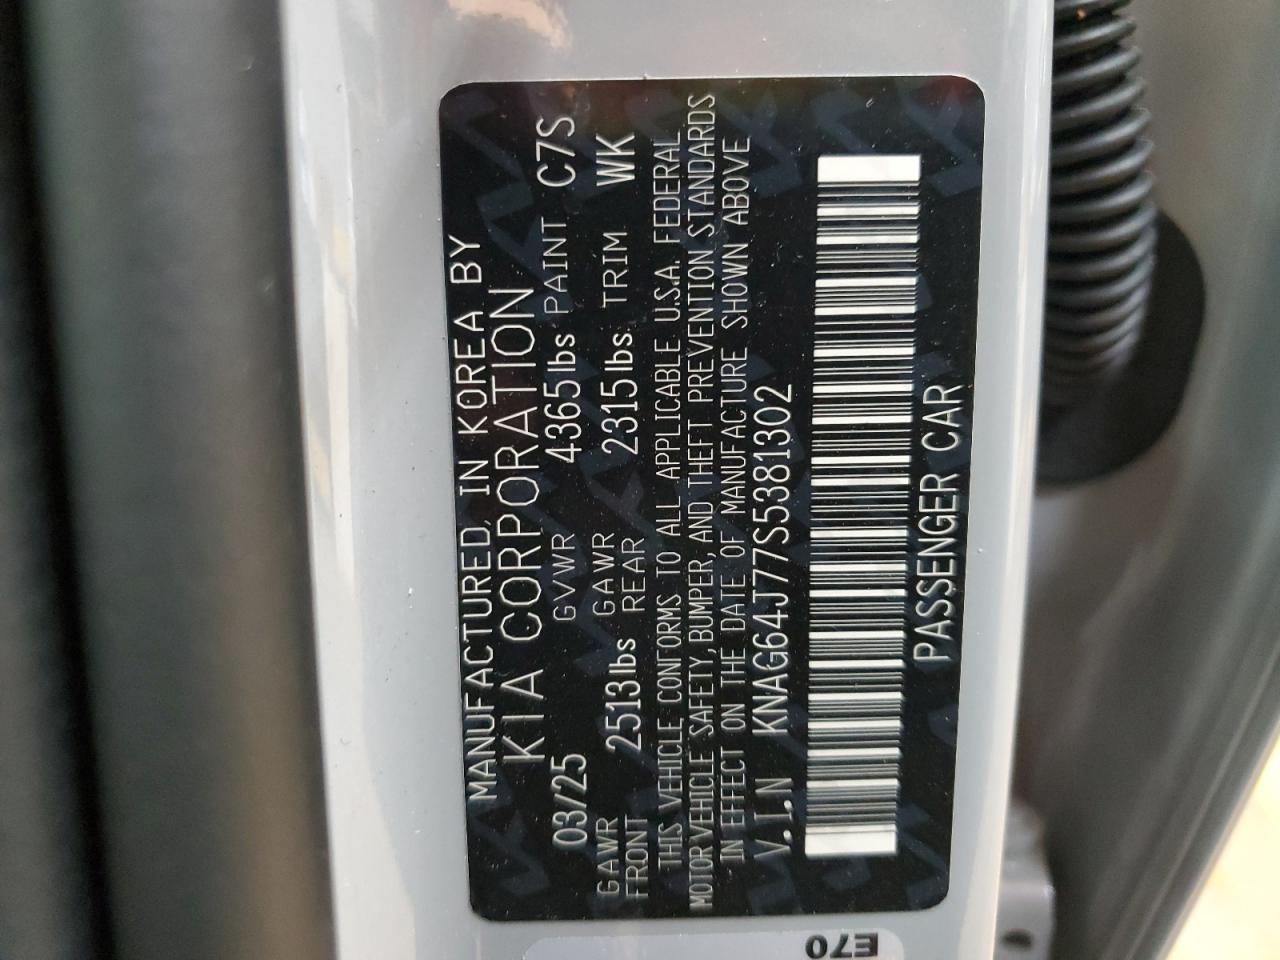 MANUFACTURED IN KOREA BY
KIA CORPORATION
03/25 GVWR 4365lbs PAINT C7S
GAWR FRONT 2513lbs GAWR REAR 2315lbs TRIM WK
THIS VEHICLE CONFORMS TO ALL APPLICABLE U.S.A. FEDERAL
MOTOR VEHICLE SAFETY, BUMPER, AND THEFT PREVENTION STANDARDS
IN EFFECT ON THE DATE OF MANUFACTURE SHOWN ABOVE
V.I.N KNAG64J77S5381302
PASSENGER CAR
E70